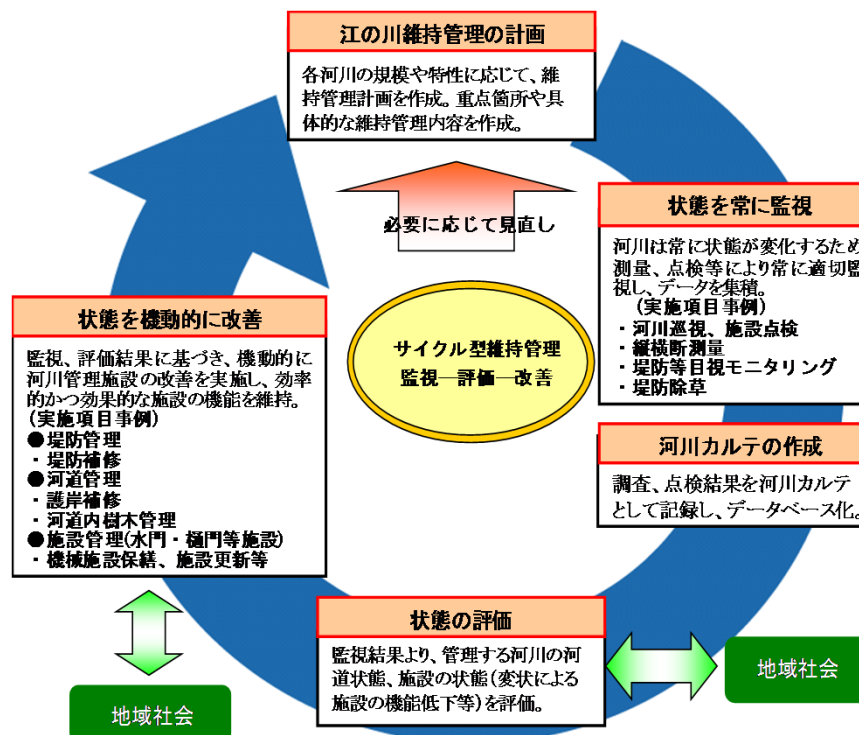 江の川維持管理の計画
各河川の規模や特性に応じて、維
持管理計画を作成。重点箇所や具
体的な維持管理内容を作成。
必要に応じて見直し
状態を常に監視
河川は常に状態が変化するため
測量、点検等により常に適切監
視し、データを集積。
(実施項目事例)
・河川巡視、施設点検
・縦横断測量
・堤防等目視モニタリング
・堤防除草
サイクル型維持管理
監視―評価―改善
河川カルテの作成
調査、点検結果を河川カルテ
として記録し、データベース化。
状態の評価
監視結果より、管理する河川の河
道状態、施設の状態(変状による
施設の機能低下等)を評価。
地域社会
状態を機動的に改善
監視、評価結果に基づき、機動的に
河川管理施設の改善を実施し、効率
的かつ効果的な施設の機能を維持。
(実施項目事例)
●堤防管理
・堤防補修
●河道管理
・護岸補修
・河道内樹木管理
●施設管理(水門・樋門等施設)
・機械施設保繕、施設更新等
地域社会